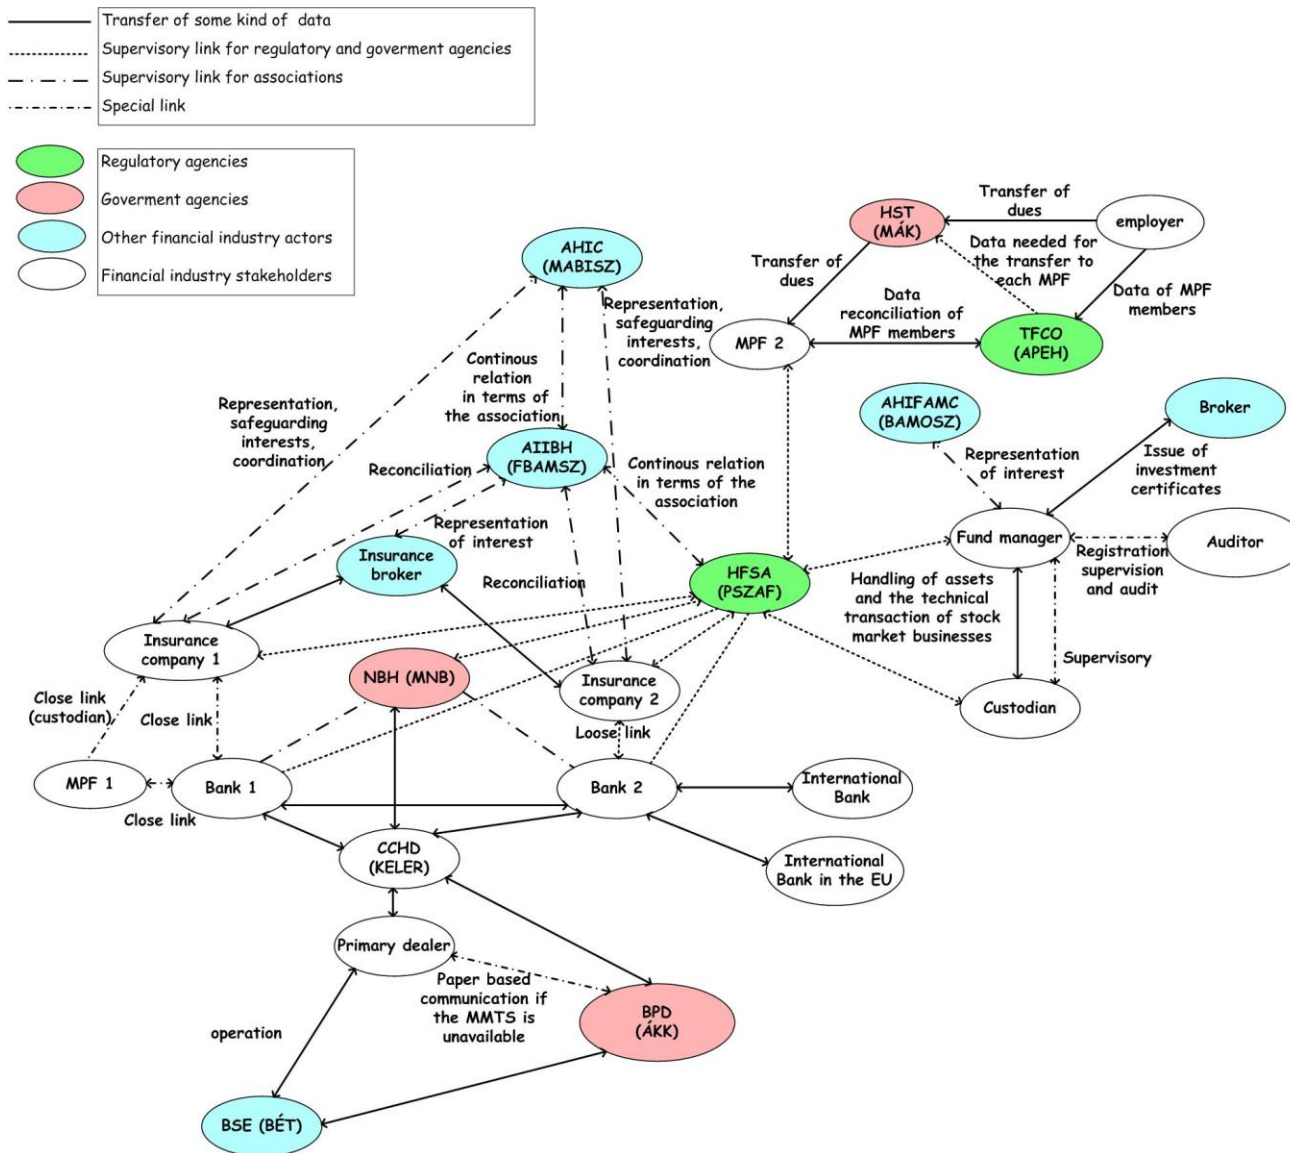 Transfer of some kind of data
Supervisory link for regulatory and goverment agencies
Supervisory link for associations
Special link
Regulatory agencies
Goverment agencies
Other financial industry actors
Financial industry stakeholders
AHIC
(MABISZ)
HST
(MÁK)
Transfer of
dues
employer
Data needed for
the transfer to
each MPF
Transfer of
dues
Data of MPF
members
Data
reconciliation of
MPF members
MPF 2
TFCO
(APEH)
Representation,
safeguarding
interests,
coordination
Continous
relation
in terms of
the association
Representation,
safeguarding
interests,
coordination
AHIFAMC
(BAMOSZ)
Broker
AIIBH
(FBAMSZ)
Reconciliation
Continous relation
in terms of the
association
Representation
of interest
Issue of
investment
certificates
Representation
of interest
Insurance
broker
Reconciliation
Fund manager
Auditor
Registration
supervision
and audit
HFSA
(PSZAF)
Handling of assets
and the technical
transaction of stock
market businesses
Supervisory
Insurance
company 1
NBH (MNB)
Insurance
company 2
Custodian
Close link
(custodian)
Close link
Loose link
MPF 1
Bank 1
Bank 2
International
Bank
Close link
CCHD
(KELER)
International
Bank in the EU
Primary dealer
Paper based
communication if
the MMTS is
unavailable
BPD
(ÁKK)
operation
BSE (BÉT)